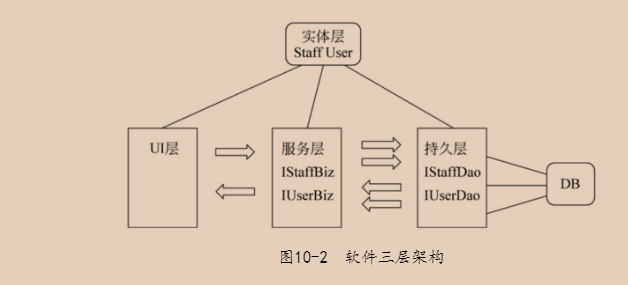 实体层
Staff User
UI层
服务层
IStaffBiz
IUserBiz
持久层
IStaffDao
IUserDao
DB
图10-2 软件三层架构